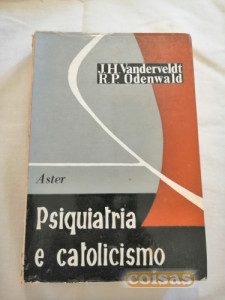 J.H.Vanderveldt
R.P.Odenwald
Aster
Psiquiatria
e catolicismo
coisas